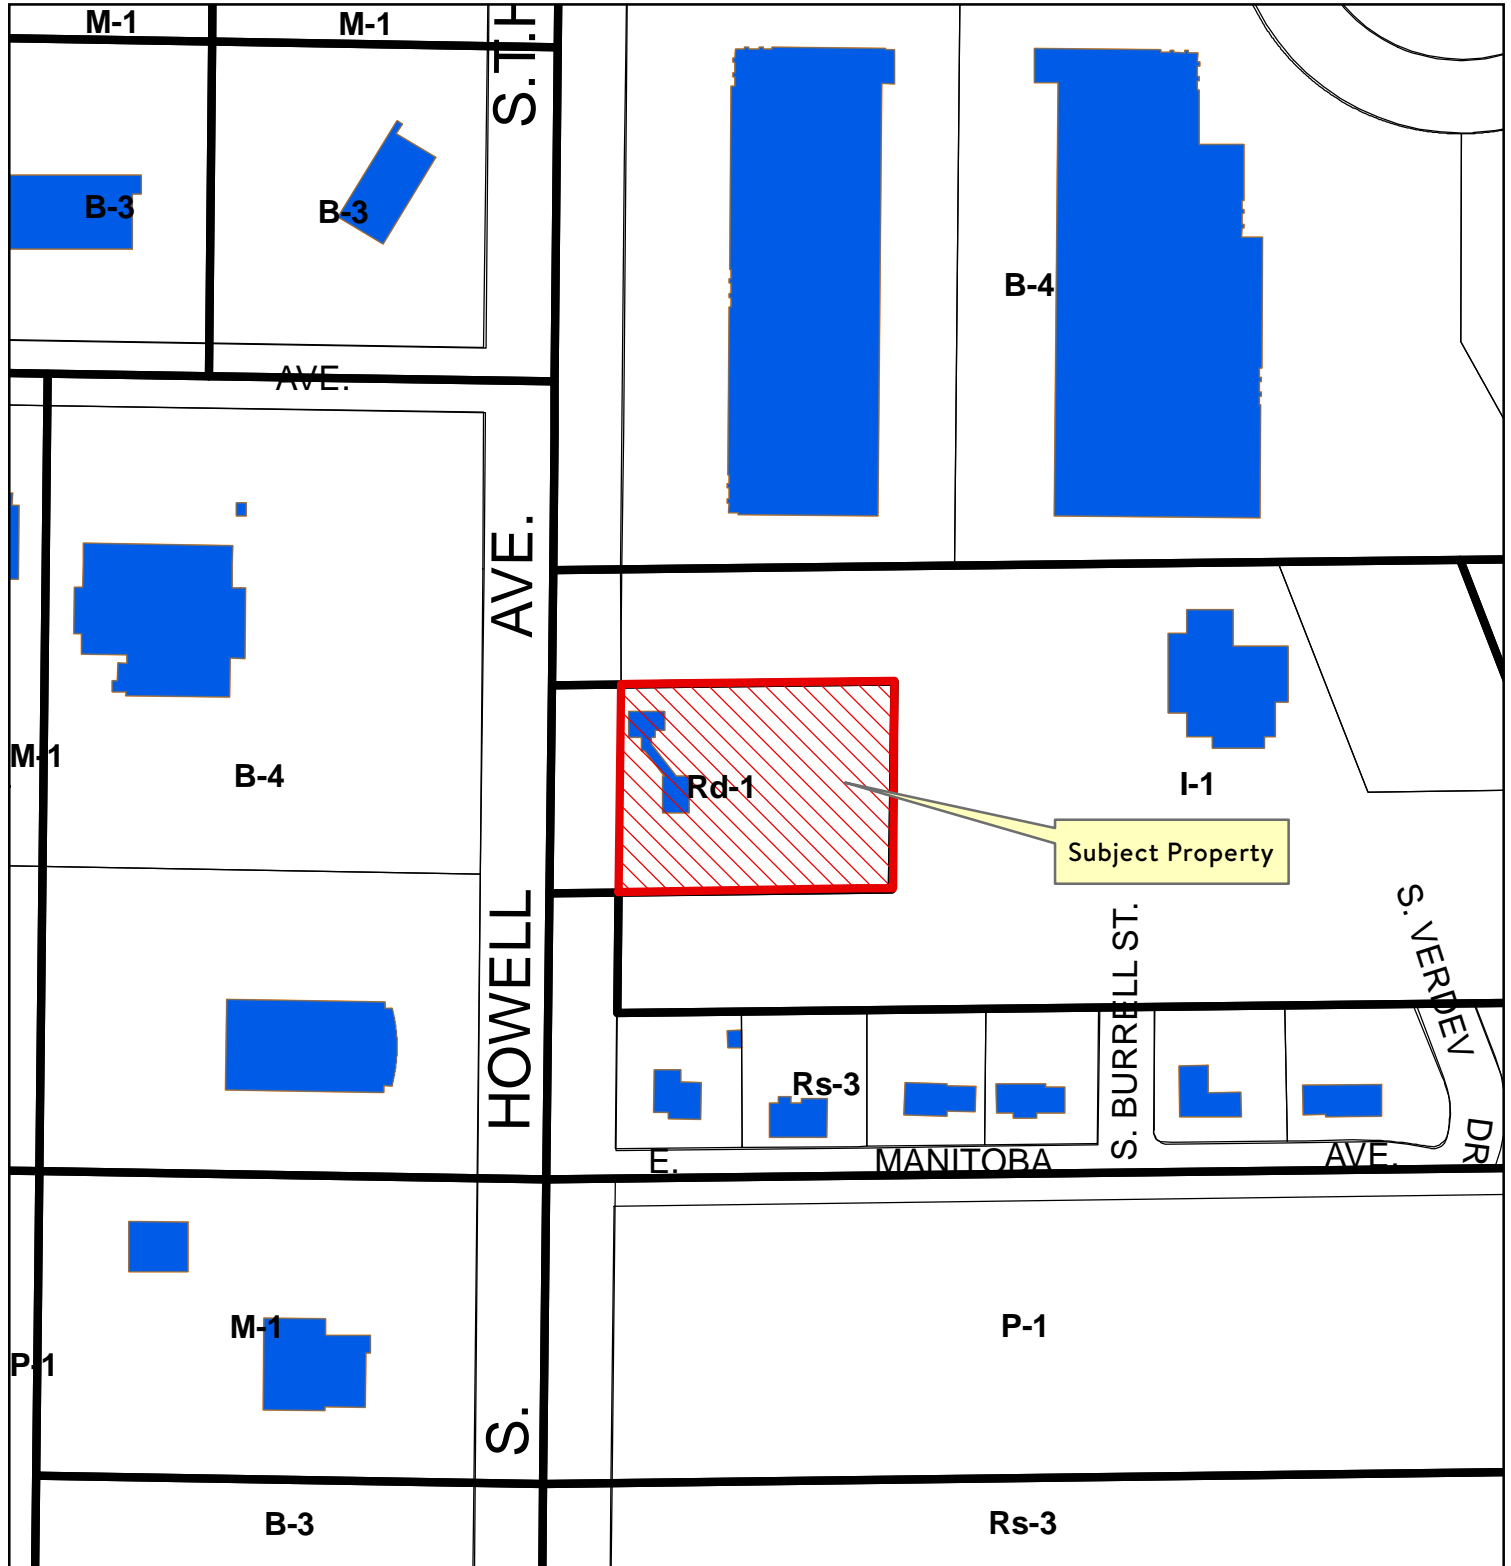 M-1
M-1
S.T.H
B-3
B-3
B-4
AVE.
AVE.
M-1
B-4
Rd-1
I-1
Subject Property
HOWELL
S. BURRELL ST.
S. VERDEV
DR
Rs-3
E.
MANITOBA
AVE.
M-1
P-1
P-1
S.
B-3
Rs-3